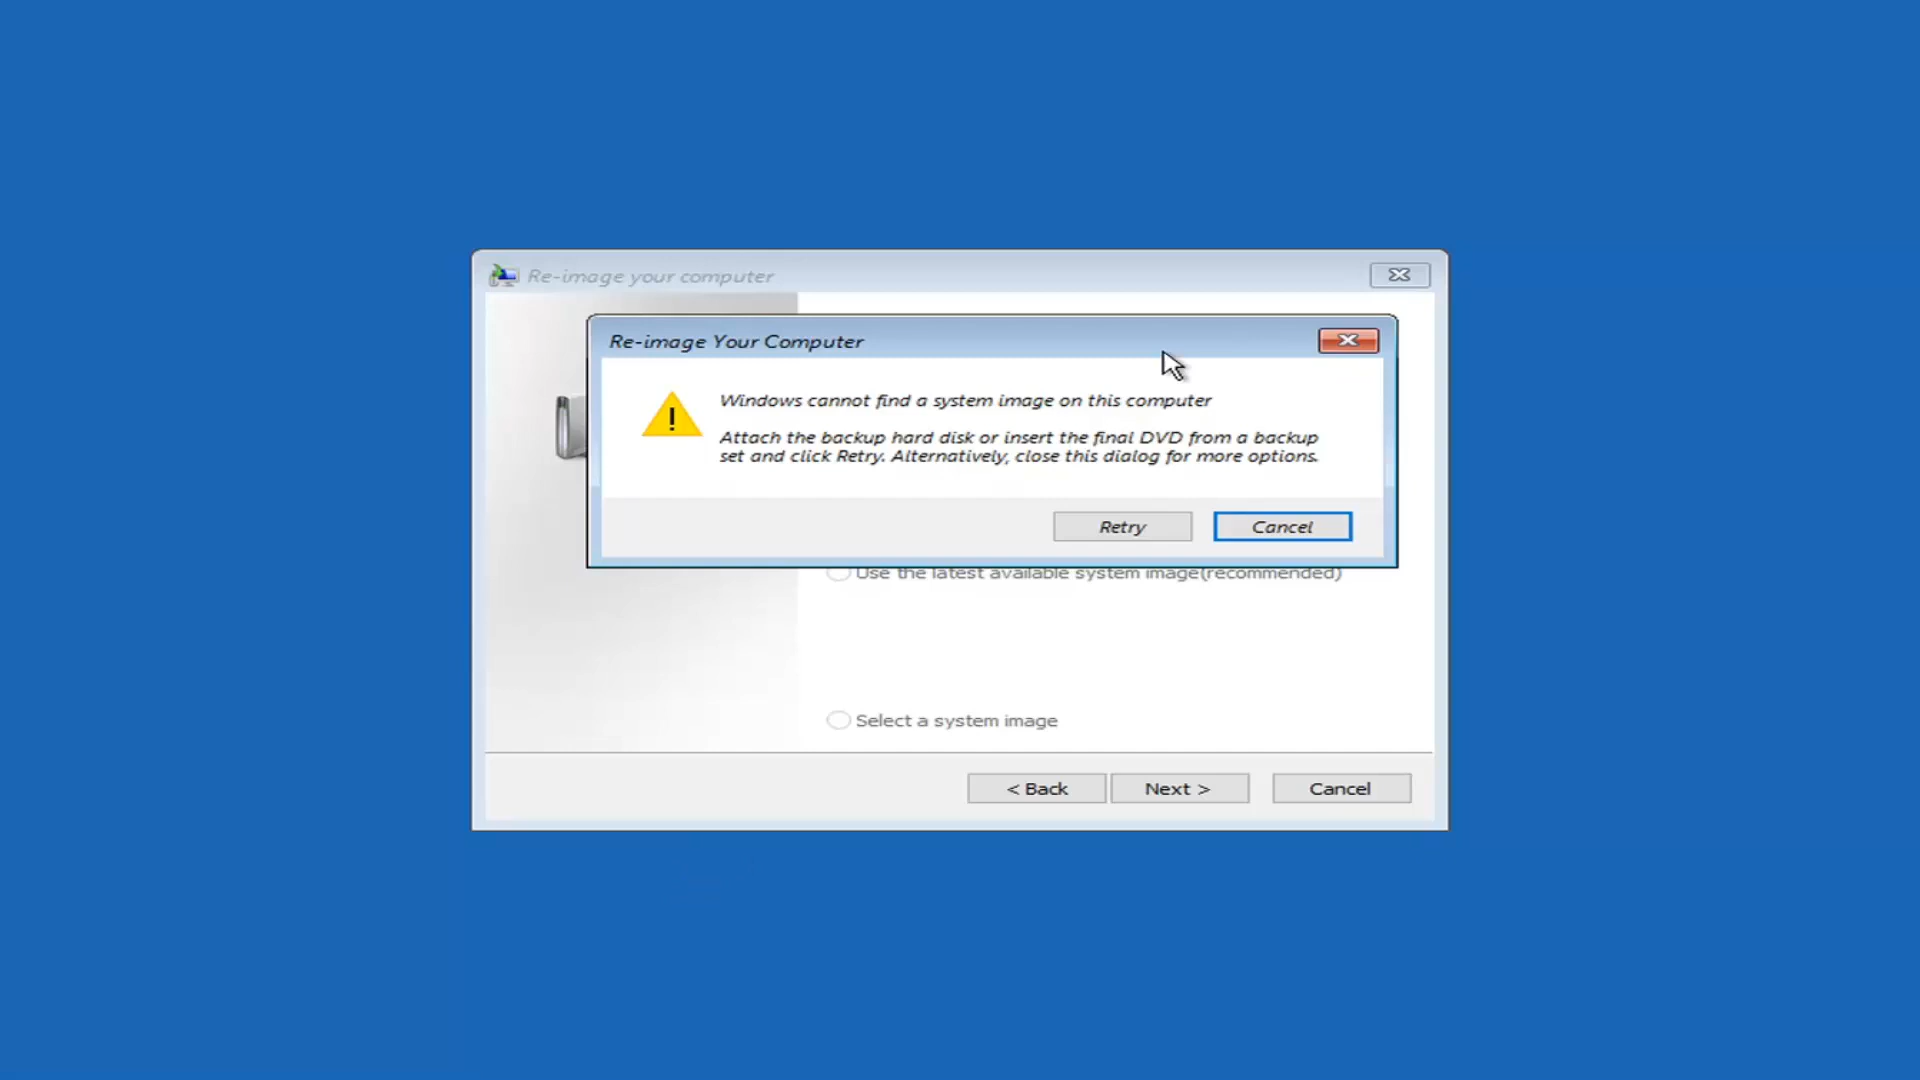 Re-image your computer
Re-image Your Computer
Windows cannot find a system image on this computer
Attach the backup hard disk or insert the final DVD from a backup
set and click Retry. Alternatively, close this dialog for more options.
Retry
Cancel
Use the latest available system image(recommended)
Select a system image
< Back
Next >
Cancel